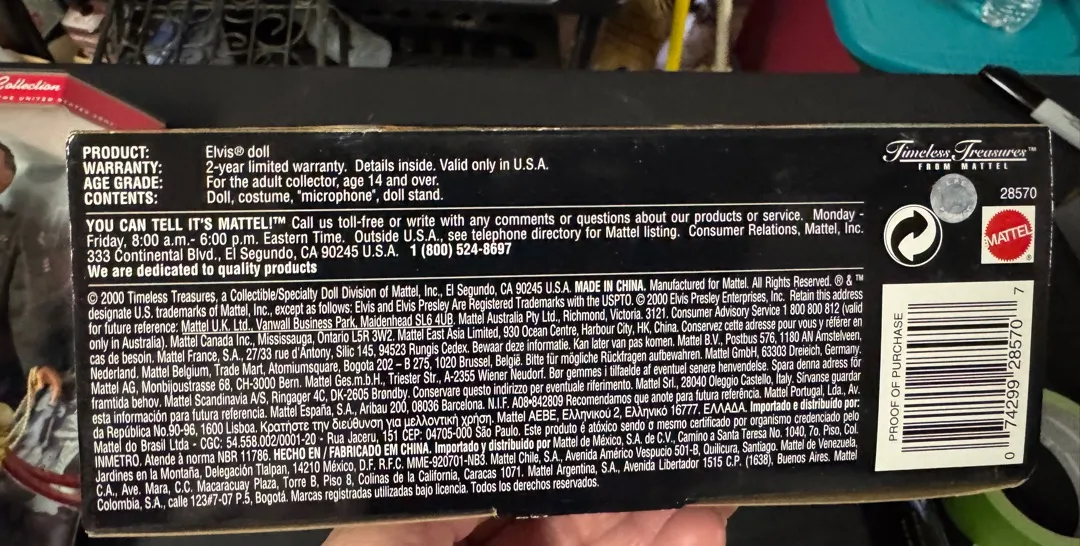 Collection
PRODUCT: Elvis® doll
WARRANTY: 2-year limited warranty. Details inside. Valid only in U.S.A.
AGE GRADE: For the adult collector, age 14 and over.
CONTENTS: Doll, costume, "microphone", doll stand.
YOU CAN TELL IT'S MATTEL!™ Call us toll-free or write with any comments or questions about our products or service. Monday -
Friday, 8:00 a.m.- 6:00 p.m. Eastern Time. Outside U.S.A., see telephone directory for Mattel listing. Consumer Relations, Mattel, Inc.
333 Continental Blvd., El Segundo, CA 90245 U.S.A. 1 (800) 524-8697
We are dedicated to quality products
© 2000 Timeless Treasures, a Collectible/Specialty Doll Division of Mattel, Inc., El Segundo, CA 90245 U.S.A. MADE IN CHINA. Manufactured for Mattel. All Rights Reserved. ® & ™
designate U.S. trademarks of Mattel, Inc., except as follows: Elvis and Elvis Presley Are Registered Trademarks with the USPTO. © 2000 Elvis Presley Enterprises, Inc. Retain this address
for future reference: Mattel U.K. Ltd., Vanwall Business Park, Maidenhead SL6 4UB. Mattel Australia Pty Ltd., Richmond, Victoria. 3121. Consumer Advisory Service 1 800 800 812 (valid
only in Australia). Mattel Canada Inc., Mississauga, Ontario L5R 3W2. Mattel East Asia Limited, 930 Ocean Centre, Harbour City, HK, China. Conservez cette adresse pour vous y référer en
cas de besoin. Mattel France, S.A., 27/33 rue d'Antony, Silic 145, 94523 Rungis Cedex. Bewaar deze informatie. Kan later van pas komen. Mattel B.V., Postbus 576, 1180 AN Amstelveen,
Nederland. Mattel Belgium, Trade Mart, Atomiumsquare, Bogota 202 – B 275, 1020 Brussel, België. Bitte für mögliche Rückfragen aufbewahren. Mattel GmbH, 63303 Dreieich, Germany.
Mattel AG, Monbijoustrasse 68, CH-3000 Bern. Mattel Ges.m.b.H., Triester Str., A-2355 Wiener Neudorf. Bør gemmes i tilfælde af eventuel senere henvendelse. Spara denna adress för
framtida behov. Mattel Scandinavia A/S, Ringager 4C, DK-2605 Brøndby. Conservare questo indirizzo per eventuale riferimento. Mattel Srl., 28040 Oleggio Castello, Italy. Sírvanse guardar
esta información para futura referencia. Mattel España, S.A., Aribau 200, 08036 Barcelona. N.I.F. A08-842809 Recomendamos que anote para futura referência. Mattel Portugal, Lda., Av.
da República No.90-96, 1600 Lisboa. Κρατήστε την διεύθυνση για μελλοντική χρήση. Mattel AEBE, Ελληνικού 2, Ελληνικό 16777. ΕΛΛΑΔΑ. Importado e distribuido por:
Mattel do Brasil Ltda - CGC: 54.558.002/0001-20 - Rua Jaceru, 151 CEP: 04705-000 São Paulo. Este produto é atóxico sendo o mesmo certificado por organismo credenciado pelo
INMETRO. Atende à norma NBR 11786. HECHO EN / FABRICADO EM CHINA. Importado y distribuido por Mattel de México, S.A. de C.V., Camino a Santa Teresa No. 1040, 7o. Piso, Col.
Jardines en la Montaña, Delegación Tlalpan, 14210 México, D.F. R.F.C. MME-920701-NB3. Mattel Chile, S.A., Avenida Américo Vespucio 501-B, Quilicura, Santiago. Mattel de Venezuela,
C.A., Ave. Mara, C.C. Macaracuay Plaza, Torre B, Piso 8, Colinas de la California, Caracas 1071. Mattel Argentina, S.A., Avenida Libertador 1515 C.P. (1638), Buenos Aires. Mattel
Colombia, S.A., calle 123#7-07 P.5, Bogotá. Marcas registradas utilizadas bajo licencia. Todos los derechos reservados.
Timeless Treasures™
FROM MATTEL
28570
MATTEL®
PROOF OF PURCHASE
0 74299 28570 7